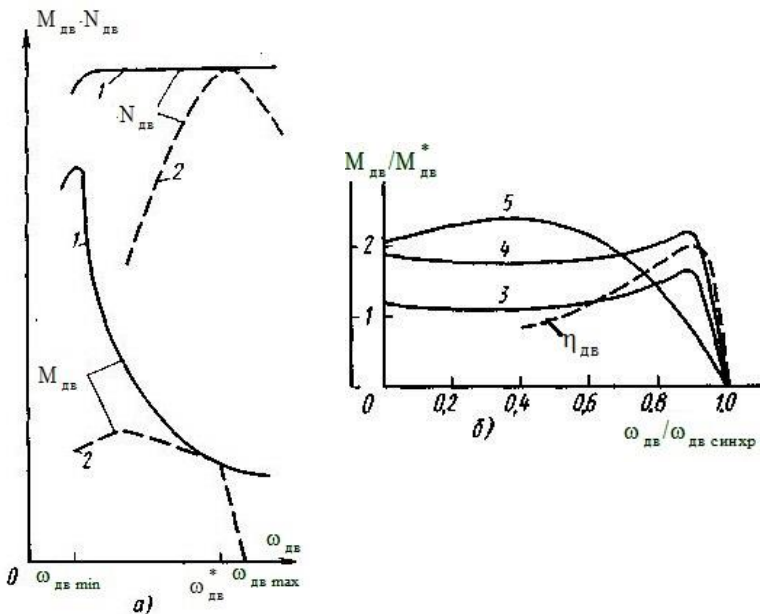 M дв·N дв
1
N дв
2
1
M дв
2
0
ω дв min
ω*дв
ω дв max
ω дв
а)
M дв/M*дв
5
2
4
3
1
η дв
0
0,2
0,4
0,6
0,8
1.0
б)
ω дв/ω дв синхр